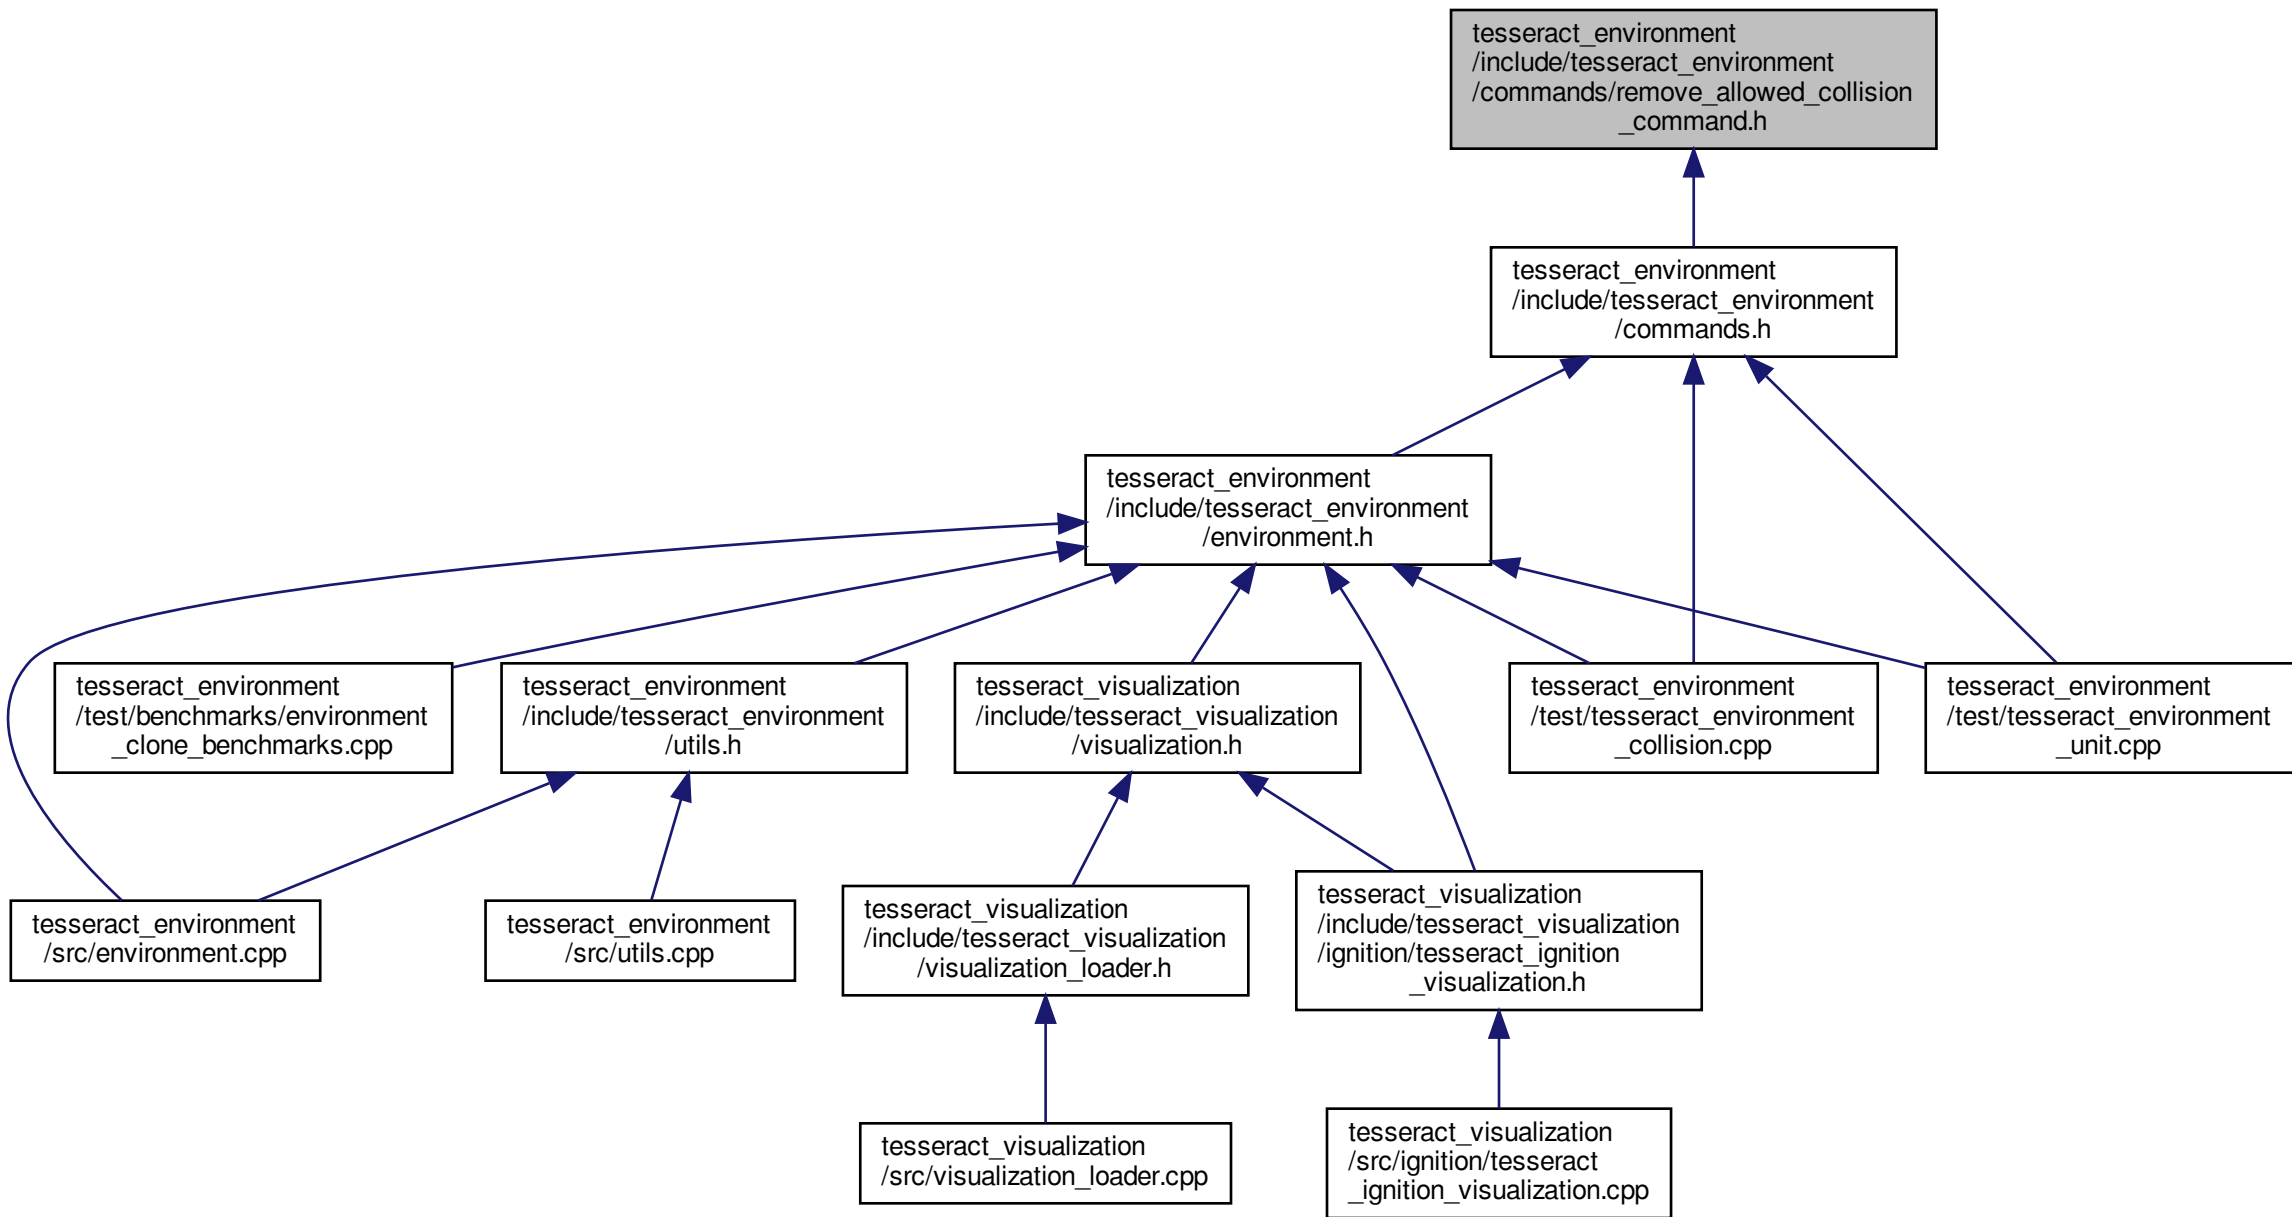 tesseract_environment
/include/tesseract_environment
/commands/remove_allowed_collision
_command.h
tesseract_environment
/include/tesseract_environment
/commands.h
tesseract_environment
/include/tesseract_environment
/environment.h
tesseract_environment
/test/benchmarks/environment
_clone_benchmarks.cpp
tesseract_environment
/include/tesseract_environment
/utils.h
tesseract_visualization
/include/tesseract_visualization
/visualization.h
tesseract_environment
/test/tesseract_environment
_collision.cpp
tesseract_environment
/test/tesseract_environment
_unit.cpp
tesseract_environment
/src/environment.cpp
tesseract_environment
/src/utils.cpp
tesseract_visualization
/include/tesseract_visualization
/visualization_loader.h
tesseract_visualization
/include/tesseract_visualization
/ignition/tesseract_ignition
_visualization.h
tesseract_visualization
/src/visualization_loader.cpp
tesseract_visualization
/src/ignition/tesseract
_ignition_visualization.cpp